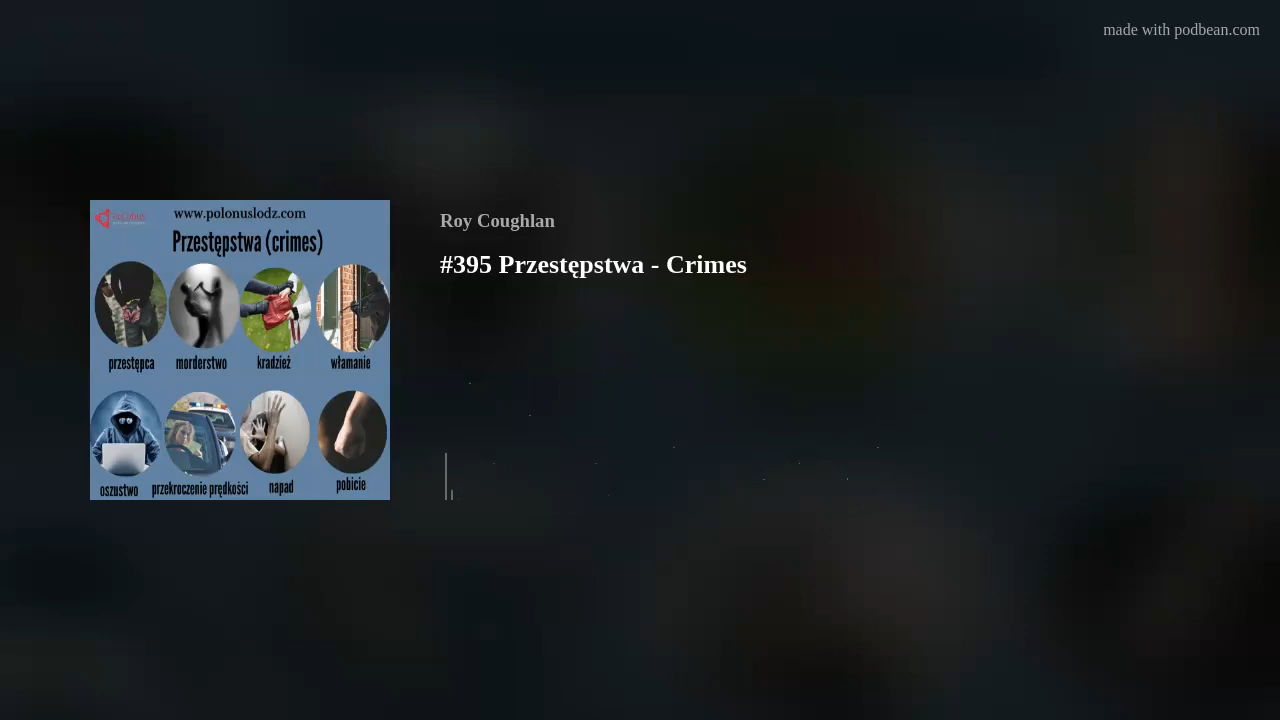 made with podbean.com
www.polonuslodz.com
Przestępstwa (crimes)
przestępca morderstwo kradzież włamanie
oszustwo przekroczenie prędkości napad pobicie
Roy Coughlan
#395 Przestępstwa - Crimes